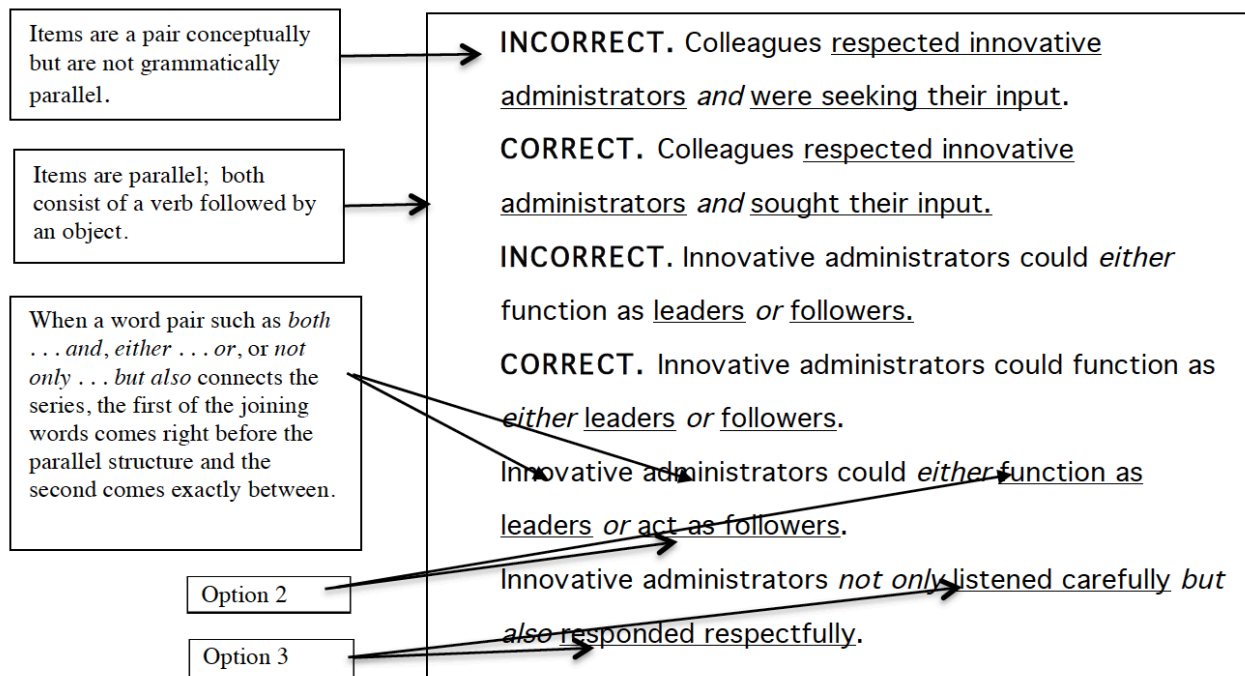 Items are a pair conceptually
but are not grammatically
parallel.
Items are parallel; both
consist of a verb followed by
an object.
When a word pair such as both
. . . and, either . . . or, or not
only . . . but also connects the
series, the first of the joining
words comes right before the
parallel structure and the
second comes exactly between.
Option 2
Option 3
INCORRECT. Colleagues respected innovative
administrators and were seeking their input.
CORRECT. Colleagues respected innovative
administrators and sought their input.
INCORRECT. Innovative administrators could either
function as leaders or followers.
CORRECT. Innovative administrators could function as
either leaders or followers.
Innovative administrators could either function as
leaders or act as followers.
Innovative administrators not only listened carefully but
also responded respectfully.